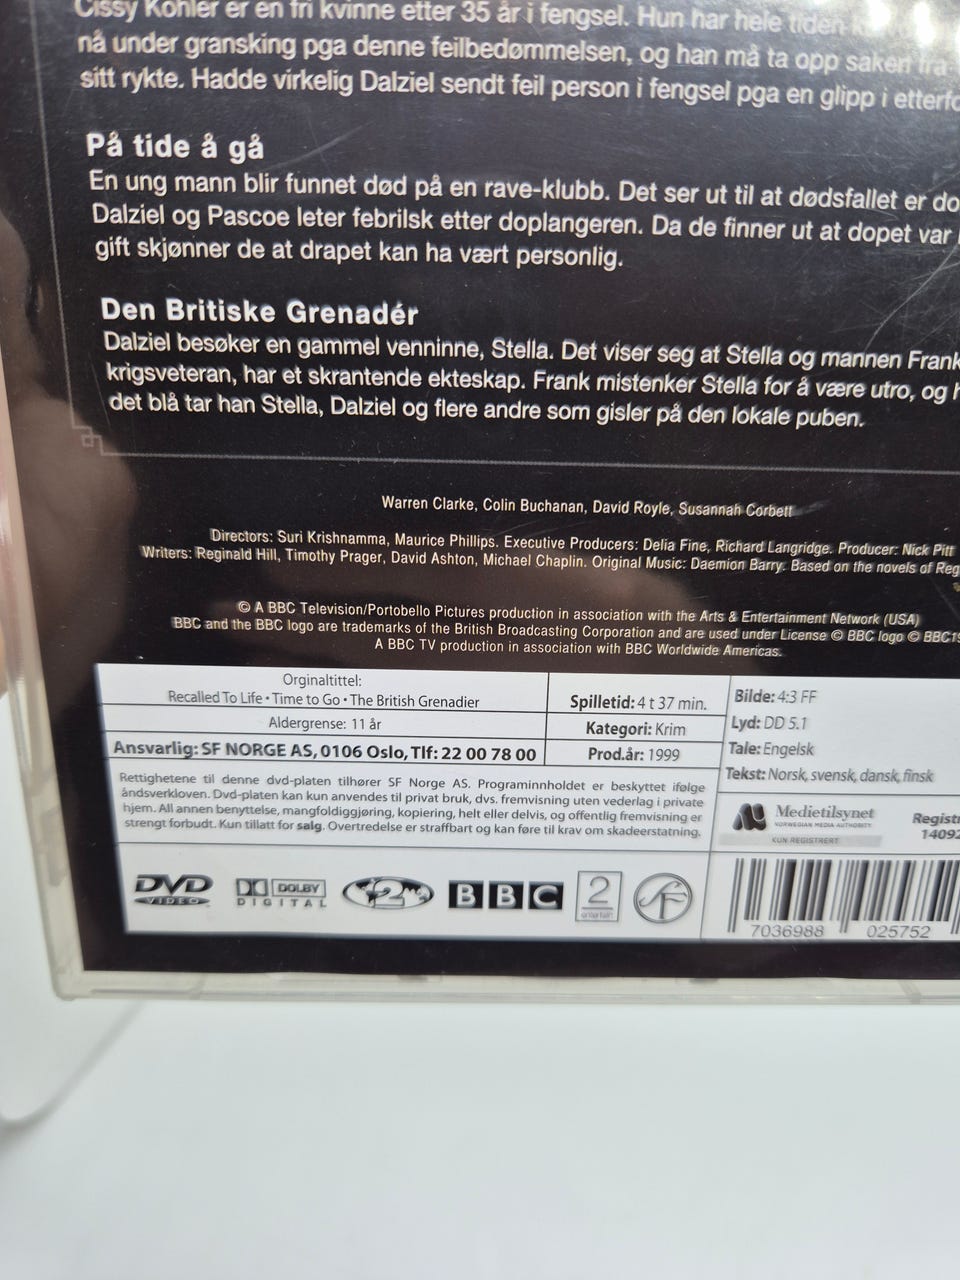 Cissy Kohler er en fri kvinne etter 35 år i fengsel. Hun har hele tiden
nå under gransking pga denne feilbedømmelsen, og han må ta opp saken fra
sitt rykte. Hadde virkelig Dalziel sendt feil person i fengsel pga en glipp i etterfo
På tide å gå
En ung mann blir funnet død på en rave-klubb. Det ser ut til at dødsfallet er do
Dalziel og Pascoe leter febrilsk etter doplangeren. Da de finner ut at dopet var
gift skjønner de at drapet kan ha vært personlig.
Den Britiske Grenadér
Dalziel besøker en gammel venninne, Stella. Det viser seg at Stella og mannen Frank
krigsveteran, har et skrantende ekteskap. Frank mistenker Stella for å være utro, og h
det blå tar han Stella, Dalziel og flere andre som gisler på den lokale puben.
Warren Clarke, Colin Buchanan, David Royle, Susannah Corbett
Directors: Suri Krishnamma, Maurice Phillips. Executive Producers: Delia Fine, Richard Langridge. Producer: Nick Pitt
Writers: Reginald Hill, Timothy Prager, David Ashton, Michael Chaplin. Original Music: Daemion Barry. Based on the novels of Reg
© A BBC Television/Portobello Pictures production in association with the Arts & Entertainment Network (USA)
BBC and the BBC logo are trademarks of the British Broadcasting Corporation and are used under License © BBC logo © BBC19
A BBC TV production in association with BBC Worldwide Americas.
Orginaltittel:
Recalled To Life • Time to Go • The British Grenadier
Aldergrense: 11 år
Ansvarlig: SF NORGE AS, 0106 Oslo, Tlf: 22 00 78 00
Spilletid: 4 t 37 min.
Kategori: Krim
Prod.år: 1999
Bilde: 4:3 FF
Lyd: DD 5.1
Tale: Engelsk
Tekst: Norsk, svensk, dansk, finsk
Rettighetene til denne dvd-platen tilhører SF Norge AS. Programinnholdet er beskyttet ifølge
åndsverkloven. Dvd-platen kan kun anvendes til privat bruk, dvs. fremvisning uten vederlag i private
hjem. All annen benyttelse, mangfoldiggjøring, kopiering, helt eller delvis, og offentlig fremvisning er
strengt forbudt. Kun tillatt for salg. Overtredelse er straffbart og kan føre til krav om skadeerstatning.
Medietilsynet
NORWEGIAN MEDIA AUTHORITY
KUN REGISTRERT
Registr
14092
DVD
VIDEO
DOLBY
DIGITAL
2
BBC
2
entertain
SF
7036988 025752